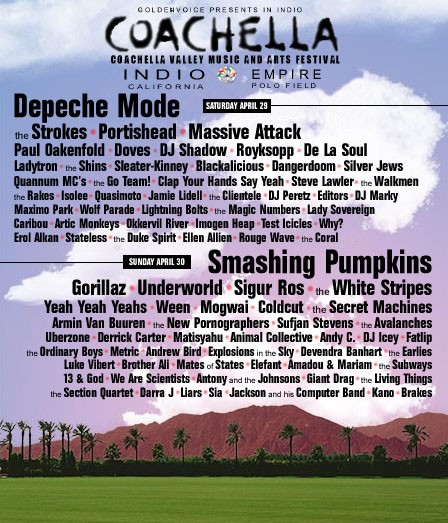 GOLDENVOICE PRESENTS IN INDIO
COACHELLA
COACHELLA VALLEY MUSIC AND ARTS FESTIVAL
INDIO EMPIRE
CALIFORNIA POLO FIELD
Depeche Mode SATURDAY APRIL 29
the Strokes • Portishead • Massive Attack
Paul Oakenfold • Doves • DJ Shadow • Royksopp • De La Soul
Ladytron • the Shins • Sleater-Kinney • Blackalicious • Dangerdoom • Silver Jews
Quannum MC's • the Go Team! • Clap Your Hands Say Yeah • Steve Lawler • the Walkmen
the Rakes • Isolee • Quasimoto • Jamie Lidell • the Clientele • DJ Peretz • Editors • DJ Marky
Maximo Park • Wolf Parade • Lightning Bolts • the Magic Numbers • Lady Sovereign
Caribou • Artic Monkeys • Okkervil River • Imogen Heap • Test Icicles • Why?
Erol Alkan • Stateless • the Duke Spirit • Ellen Allien • Rouge Wave • the Coral
SUNDAY APRIL 30 Smashing Pumpkins
Gorillaz • Underworld • Sigur Ros • the White Stripes
Yeah Yeah Yeahs • Ween • Mogwai • Coldcut • the Secret Machines
Armin Van Buuren • the New Pornographers • Sufjan Stevens • the Avalanches
Uberzone • Derrick Carter • Matisyahu • Animal Collective • Andy C. • DJ Icey • Fatlip
the Ordinary Boys • Metric • Andrew Bird • Explosions in the Sky • Devendra Banhart • the Earlies
Luke Vibert • Brother Ali • Mates of States • Elefant • Amadou & Mariam • the Subways
13 & God • We Are Scientists • Antony and the Johnsons • Giant Drag • the Living Things
the Section Quartet • Darra J • Liars • Sia • Jackson and his Computer Band • Kano • Brakes